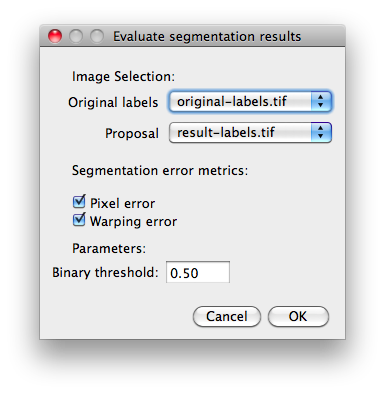 Evaluate segmentation results
Image Selection:
Original labels original-labels.tif
Proposal result-labels.tif
Segmentation error metrics:
Pixel error
Warping error
Parameters:
Binary threshold: 0.50
Cancel OK